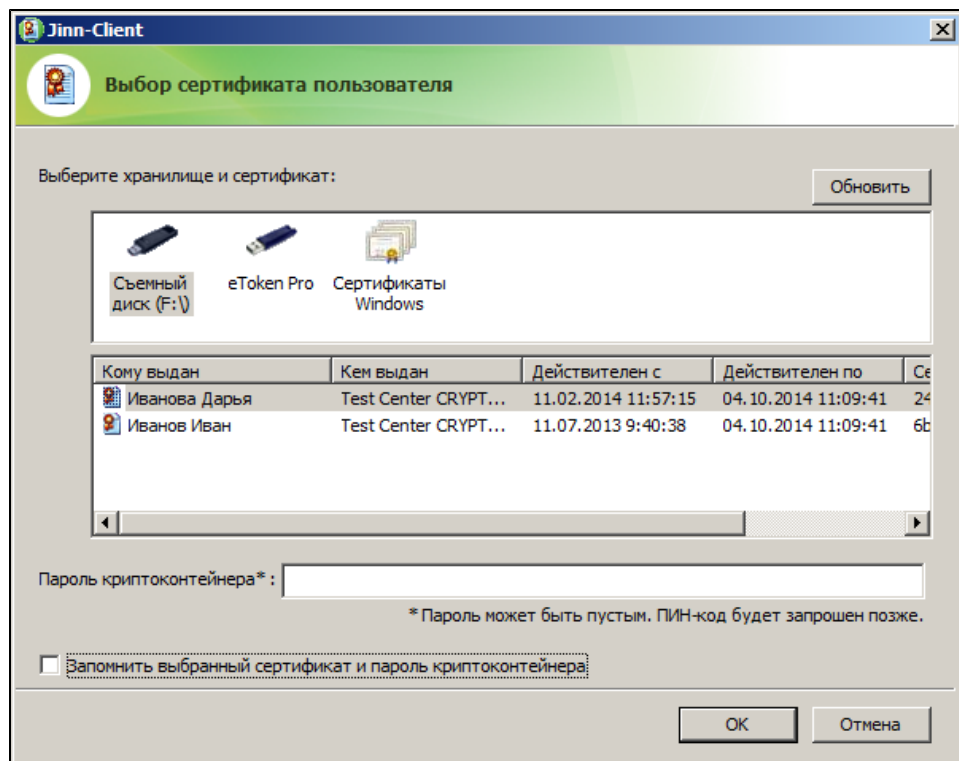 Jinn-Client
Выбор сертификата пользователя
Выберите хранилище и сертификат:
Обновить
Съемный диск (F:\)
eToken Pro
Сертификаты Windows
Кому выдан Кем выдан Действителен с Действителен по Се
Иванова Дарья Test Center CRYPT... 11.02.2014 11:57:15 04.10.2014 11:09:41 24
Иванов Иван Test Center CRYPT... 11.07.2013 9:40:38 04.10.2014 11:09:41 6b
Пароль криптоконтейнера* :
* Пароль может быть пустым. ПИН-код будет запрошен позже.
Запомнить выбранный сертификат и пароль криптоконтейнера
OK Отмена